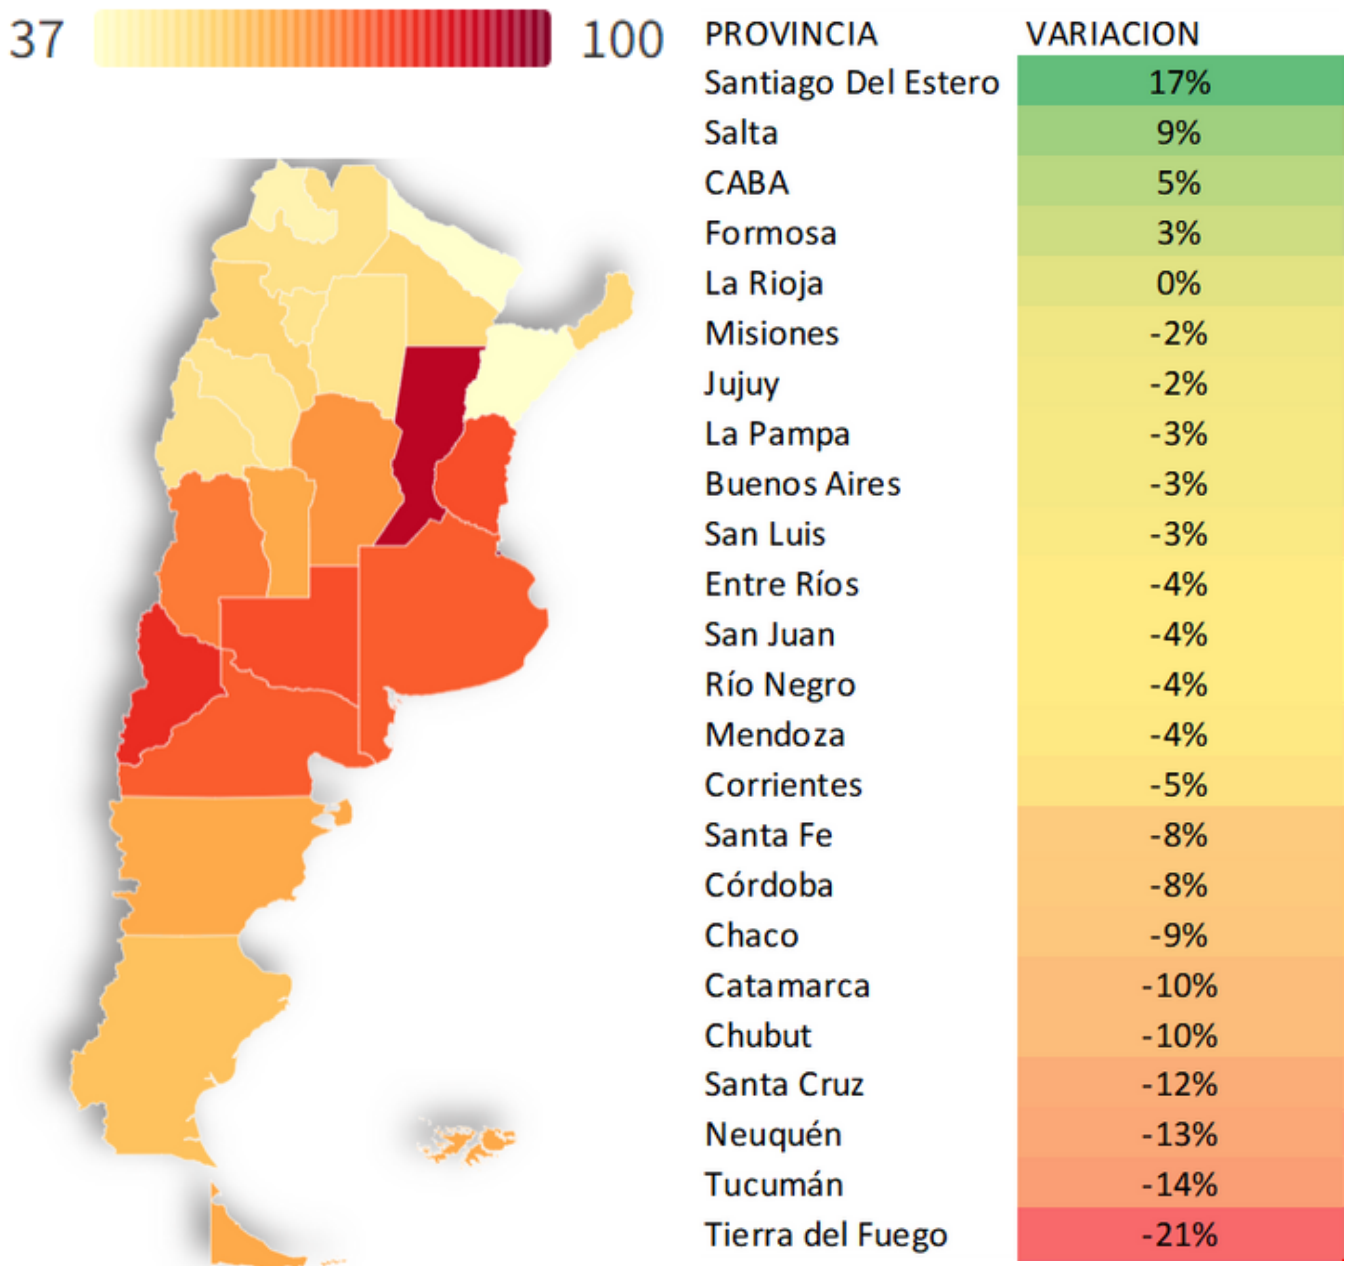 37 100
PROVINCIA VARIACION
Santiago Del Estero 17%
Salta 9%
CABA 5%
Formosa 3%
La Rioja 0%
Misiones -2%
Jujuy -2%
La Pampa -3%
Buenos Aires -3%
San Luis -3%
Entre Ríos -4%
San Juan -4%
Río Negro -4%
Mendoza -4%
Corrientes -5%
Santa Fe -8%
Córdoba -8%
Chaco -9%
Catamarca -10%
Chubut -10%
Santa Cruz -12%
Neuquén -13%
Tucumán -14%
Tierra del Fuego -21%